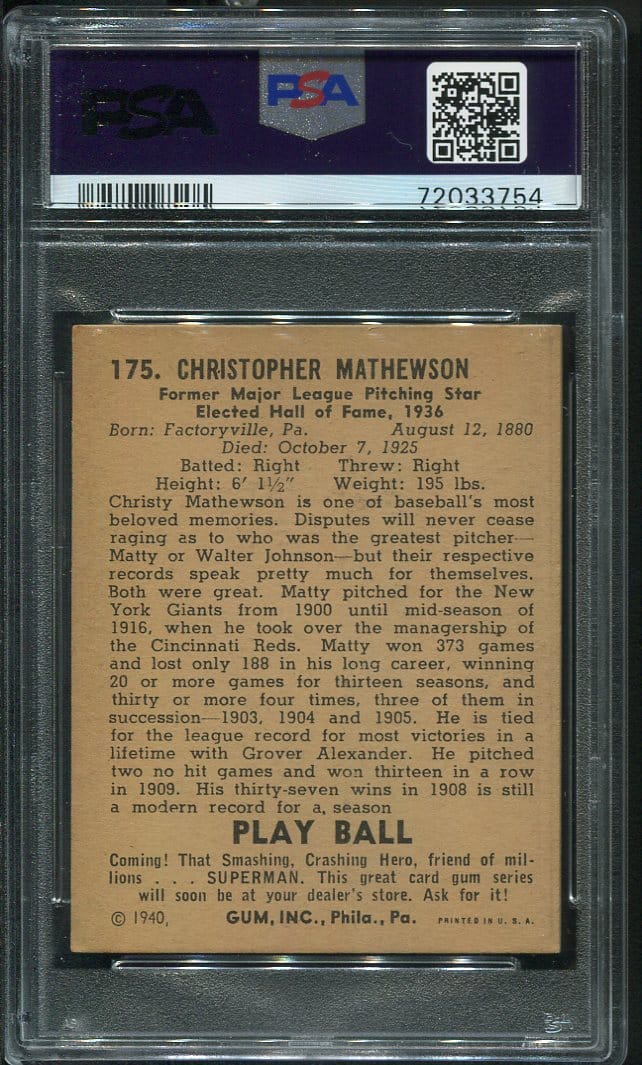 PSA
PSA
72033754
175. CHRISTOPHER MATHEWSON
Former Major League Pitching Star
Elected Hall of Fame, 1936
Born: Factoryville, Pa. August 12, 1880
Died: October 7, 1925
Batted: Right Threw: Right
Height: 6' 1½" Weight: 195 lbs.
Christy Mathewson is one of baseball's most
beloved memories. Disputes will never cease
raging as to who was the greatest pitcher—
Matty or Walter Johnson—but their respective
records speak pretty much for themselves.
Both were great. Matty pitched for the New
York Giants from 1900 until mid-season of
1916, when he took over the managership of
the Cincinnati Reds. Matty won 373 games
and lost only 188 in his long career, winning
20 or more games for thirteen seasons, and
thirty or more four times, three of them in
succession—1903, 1904 and 1905. He is tied
for the league record for most victories in a
lifetime with Grover Alexander. He pitched
two no hit games and won thirteen in a row
in 1909. His thirty-seven wins in 1908 is still
a modern record for a, season
PLAY BALL
Coming! That Smashing, Crashing Hero, friend of mil-
lions . . . SUPERMAN. This great card gum series
will soon be at your dealer's store. Ask for it!
© 1940, GUM, INC., Phila., Pa. PRINTED IN U. S. A.